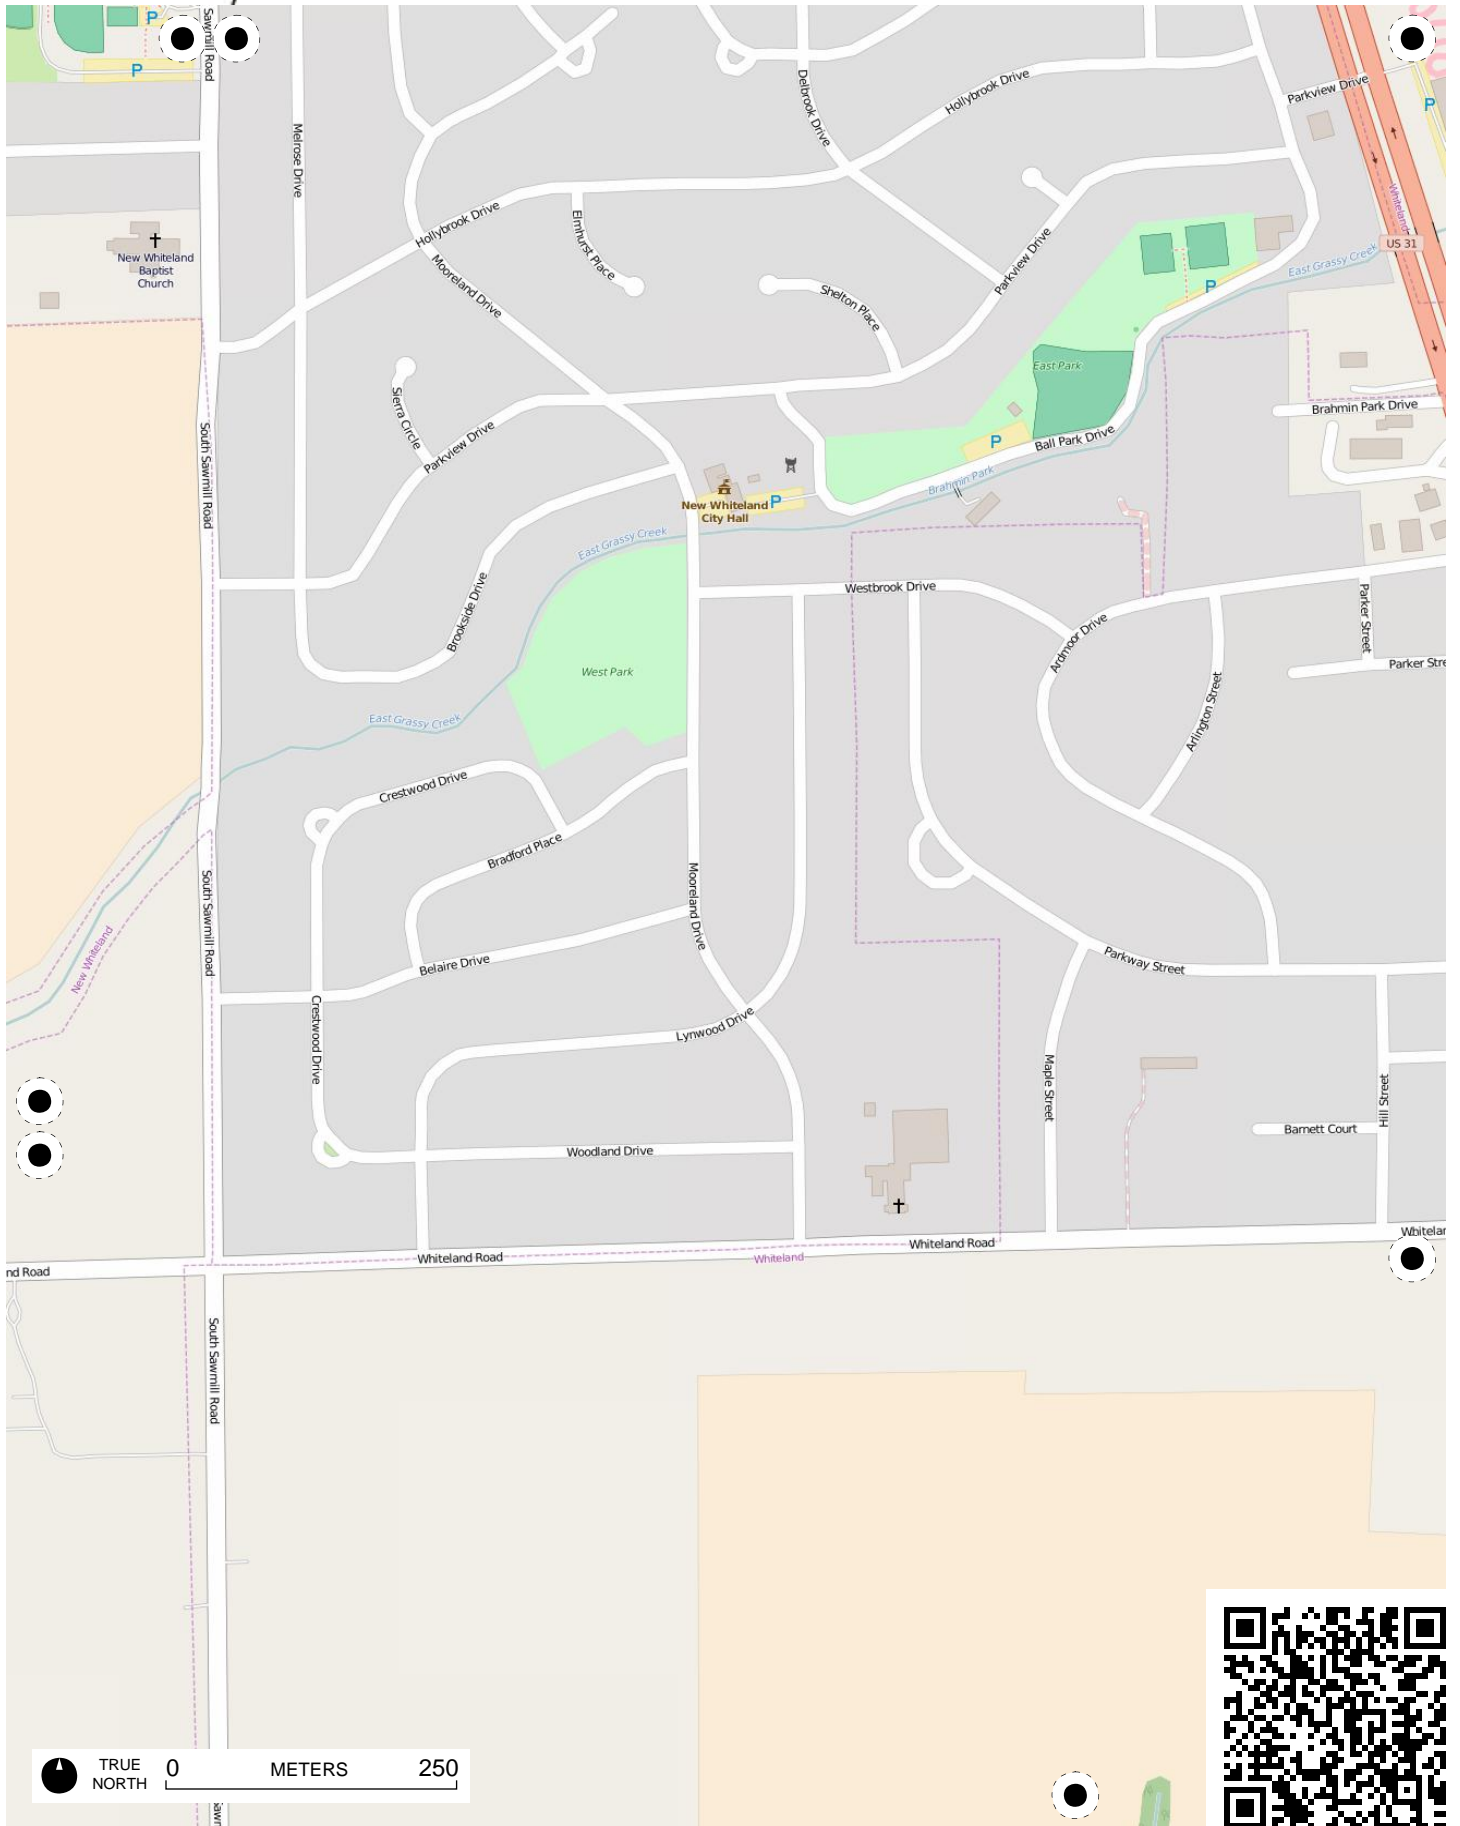 P
P
Sawmill Road
Melrose Drive
Delbrook Drive
Hollybrook Drive
Parkview Drive
P
Whiteland
US 31
New Whiteland
Baptist
Church
Hollybrook Drive
Elmhurst Place
Mooreland Drive
Shelton Place
Parkview Drive
East Grassy Creek
P
East Park
Brahmin Park Drive
Sierra Circle
Parkview Drive
South Sawmill Road
P
Ball Park Drive
Brahmin Park
New Whiteland
City Hall
P
East Grassy Creek
Brookside Drive
Westbrook Drive
Ardmoor Drive
Parker Street
Parker Stre
West Park
Arlington Street
East Grassy Creek
Crestwood Drive
Bradford Place
South Sawmill Road
Mooreland Drive
New Whiteland
Belaire Drive
Parkway Street
Crestwood Drive
Lynwood Drive
Maple Street
Hill Street
Barnett Court
Woodland Drive
Whiteland Road
Whiteland
Whiteland Road
Whitelan
nd Road
South Sawmill Road
TRUE
NORTH
0 METERS 250
Sawm